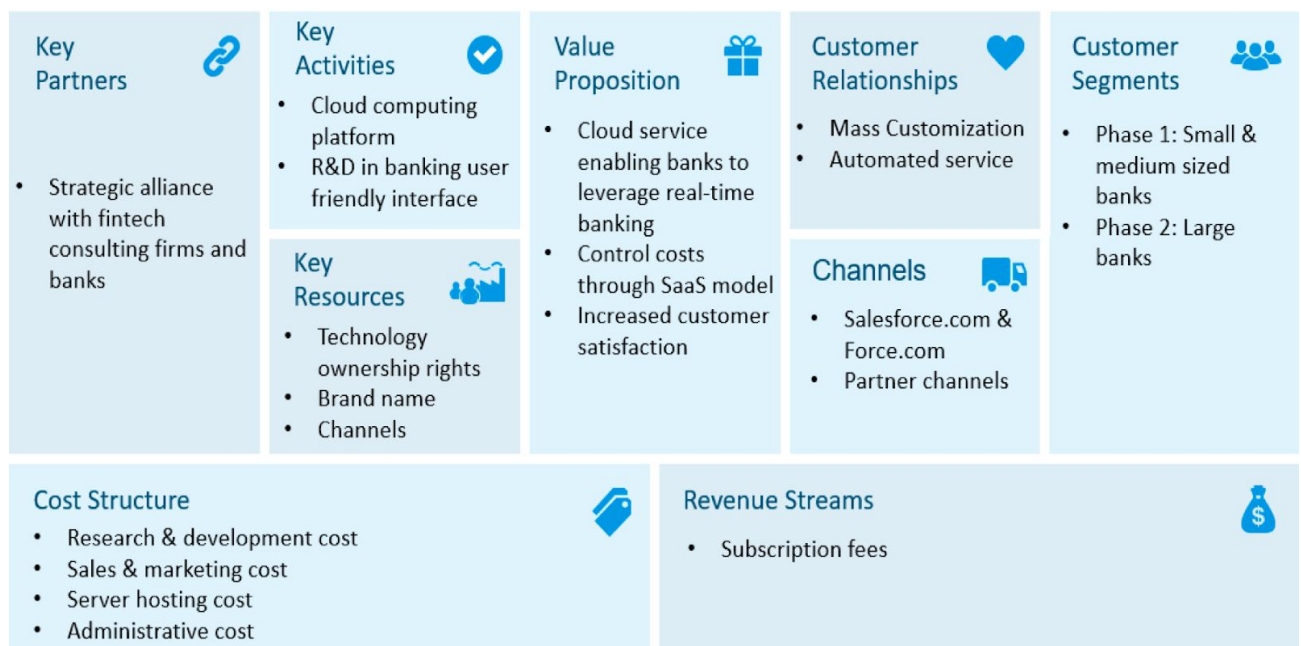 Key
Partners
• Strategic alliance
with fintech
consulting firms and
banks
Key
Activities
• Cloud computing
platform
• R&D in banking user
friendly interface
Key
Resources
• Technology
ownership rights
• Brand name
• Channels
Value
Proposition
• Cloud service
enabling banks to
leverage real-time
banking
• Control costs
through SaaS model
• Increased customer
satisfaction
Customer
Relationships
• Mass Customization
• Automated service
Channels
• Salesforce.com &
Force.com
• Partner channels
Customer
Segments
• Phase 1: Small &
medium sized
banks
• Phase 2: Large
banks
Cost Structure
• Research & development cost
• Sales & marketing cost
• Server hosting cost
• Administrative cost
Revenue Streams
$
• Subscription fees